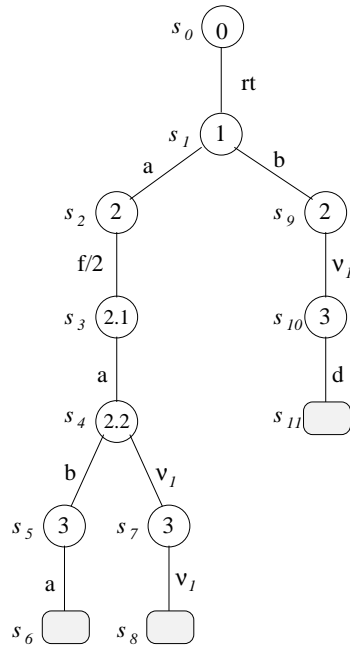 s0 0
rt
s1 1
a b
s2 2 s9 2
f/2 ν1
s3 2.1 s10 3
a d
s4 2.2 s11
b ν1
s5 3 s7 3
a ν1
s6 s8